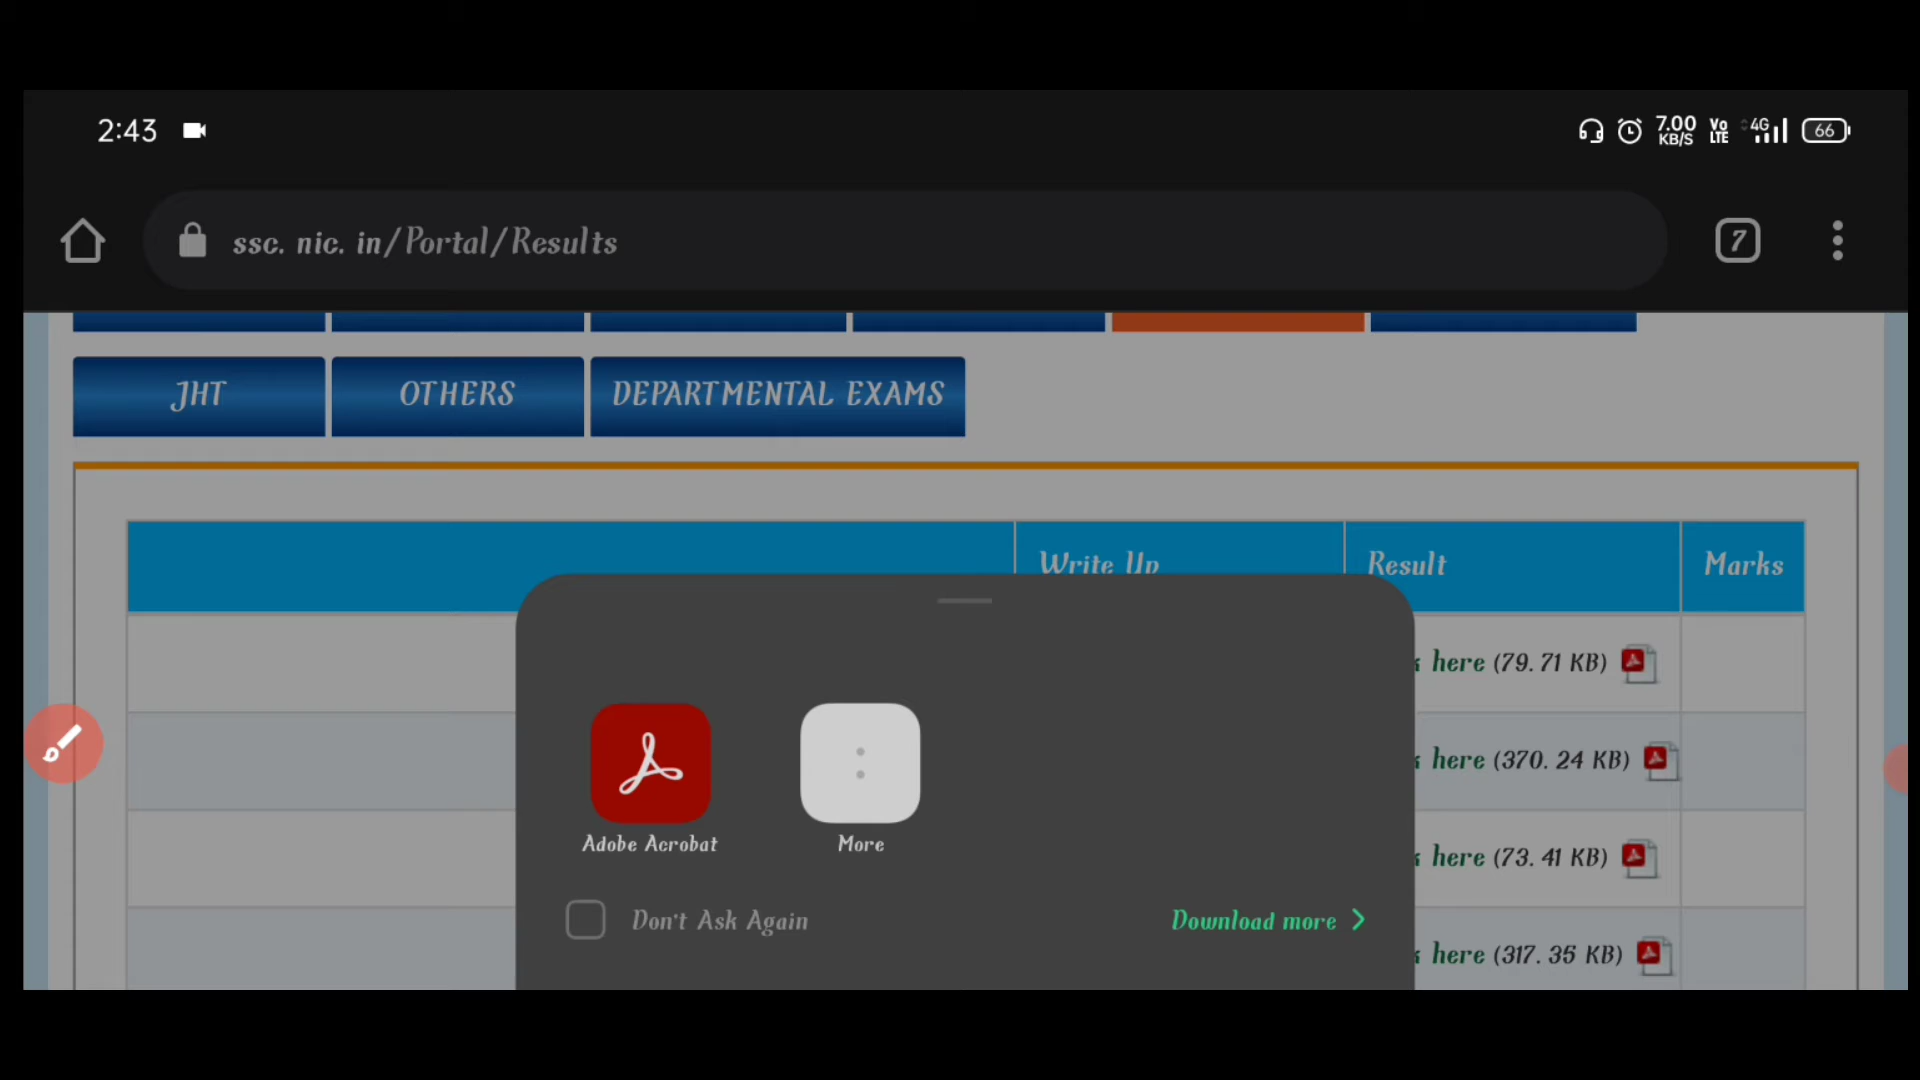 2:43
7.00 KB/S Vo LTE 4G 66
ssc. nic. in/Portal/Results
7
JHT
OTHERS
DEPARTMENTAL EXAMS
Write Up
Result
Marks
here (79. 71 KB)
here (370. 24 KB)
here (73. 41 KB)
here (317. 35 KB)
Adobe Acrobat
More
Don't Ask Again
Download more >